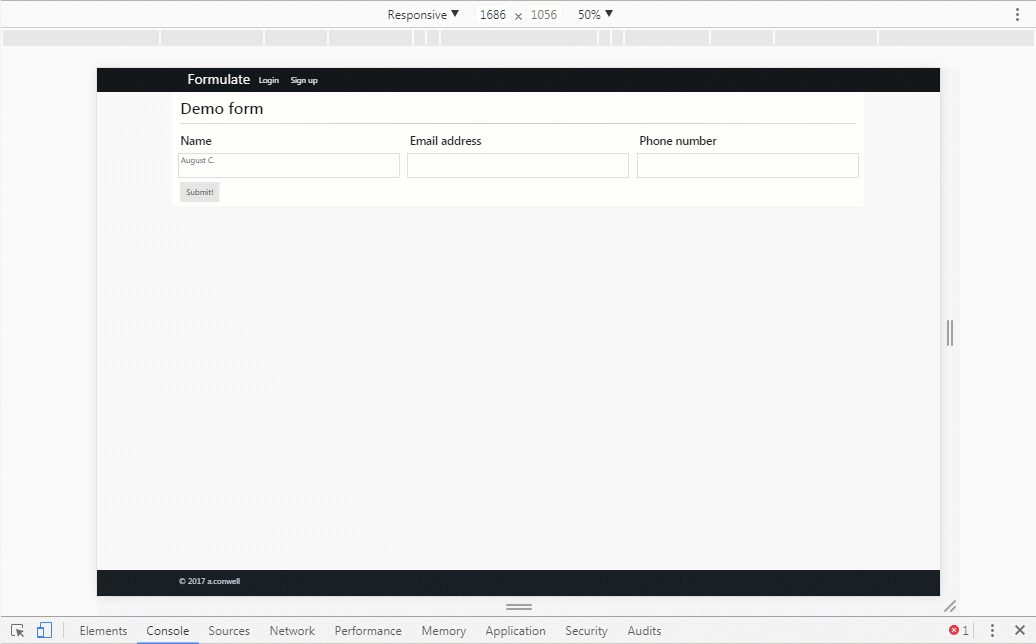 Responsive ▼ 1686 × 1056 50% ▼
Formulate Login Sign up
Demo form
Name Email address Phone number
August C.
Submit!
© 2017 a.conwell
Elements Console Sources Network Performance Memory Application Security Audits 1